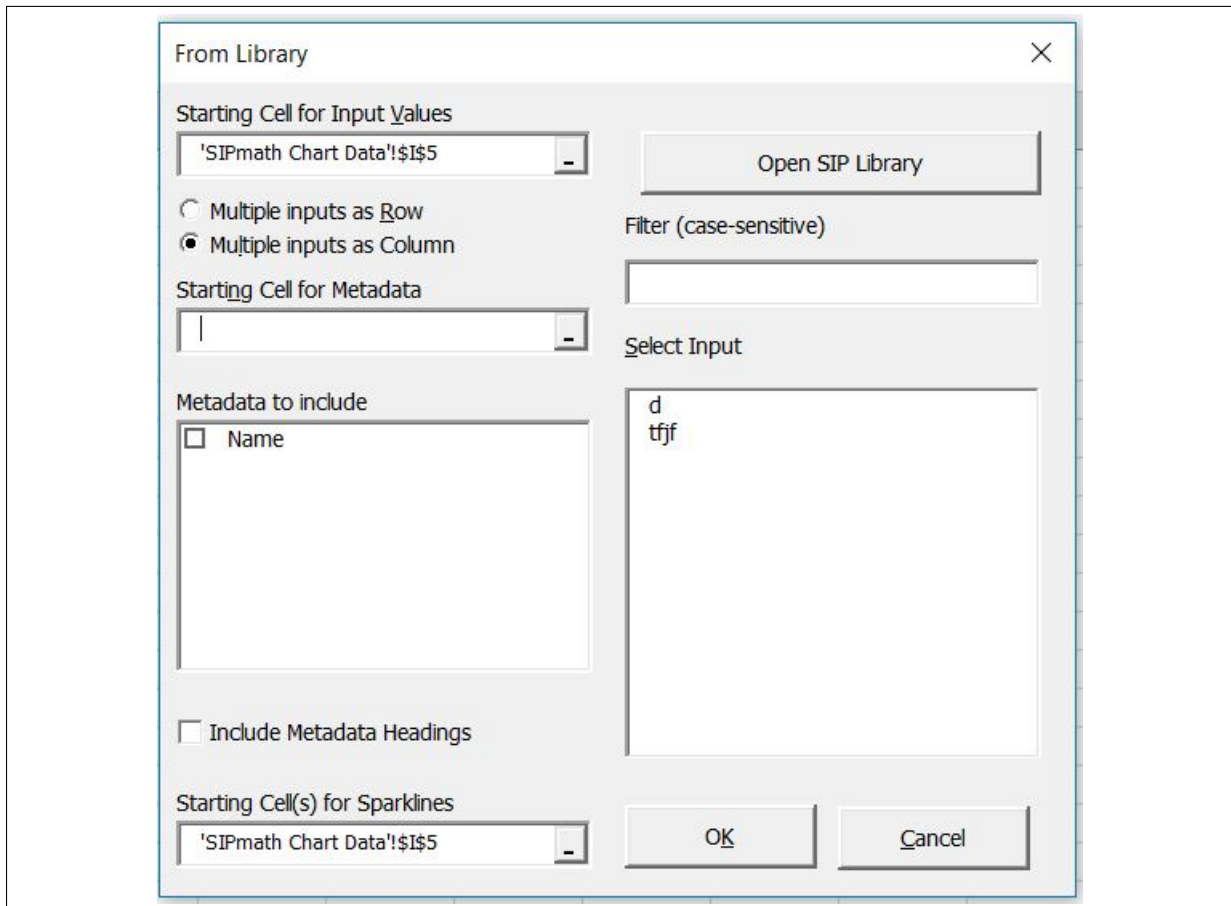 From Library
Starting Cell for Input Values
'SIPmath Chart Data'!$I$5
Multiple inputs as Row
Multiple inputs as Column
Starting Cell for Metadata
Metadata to include
Name
Include Metadata Headings
Starting Cell(s) for Sparklines
'SIPmath Chart Data'!$I$5
Open SIP Library
Filter (case-sensitive)
Select Input
d
tfjf
OK
Cancel